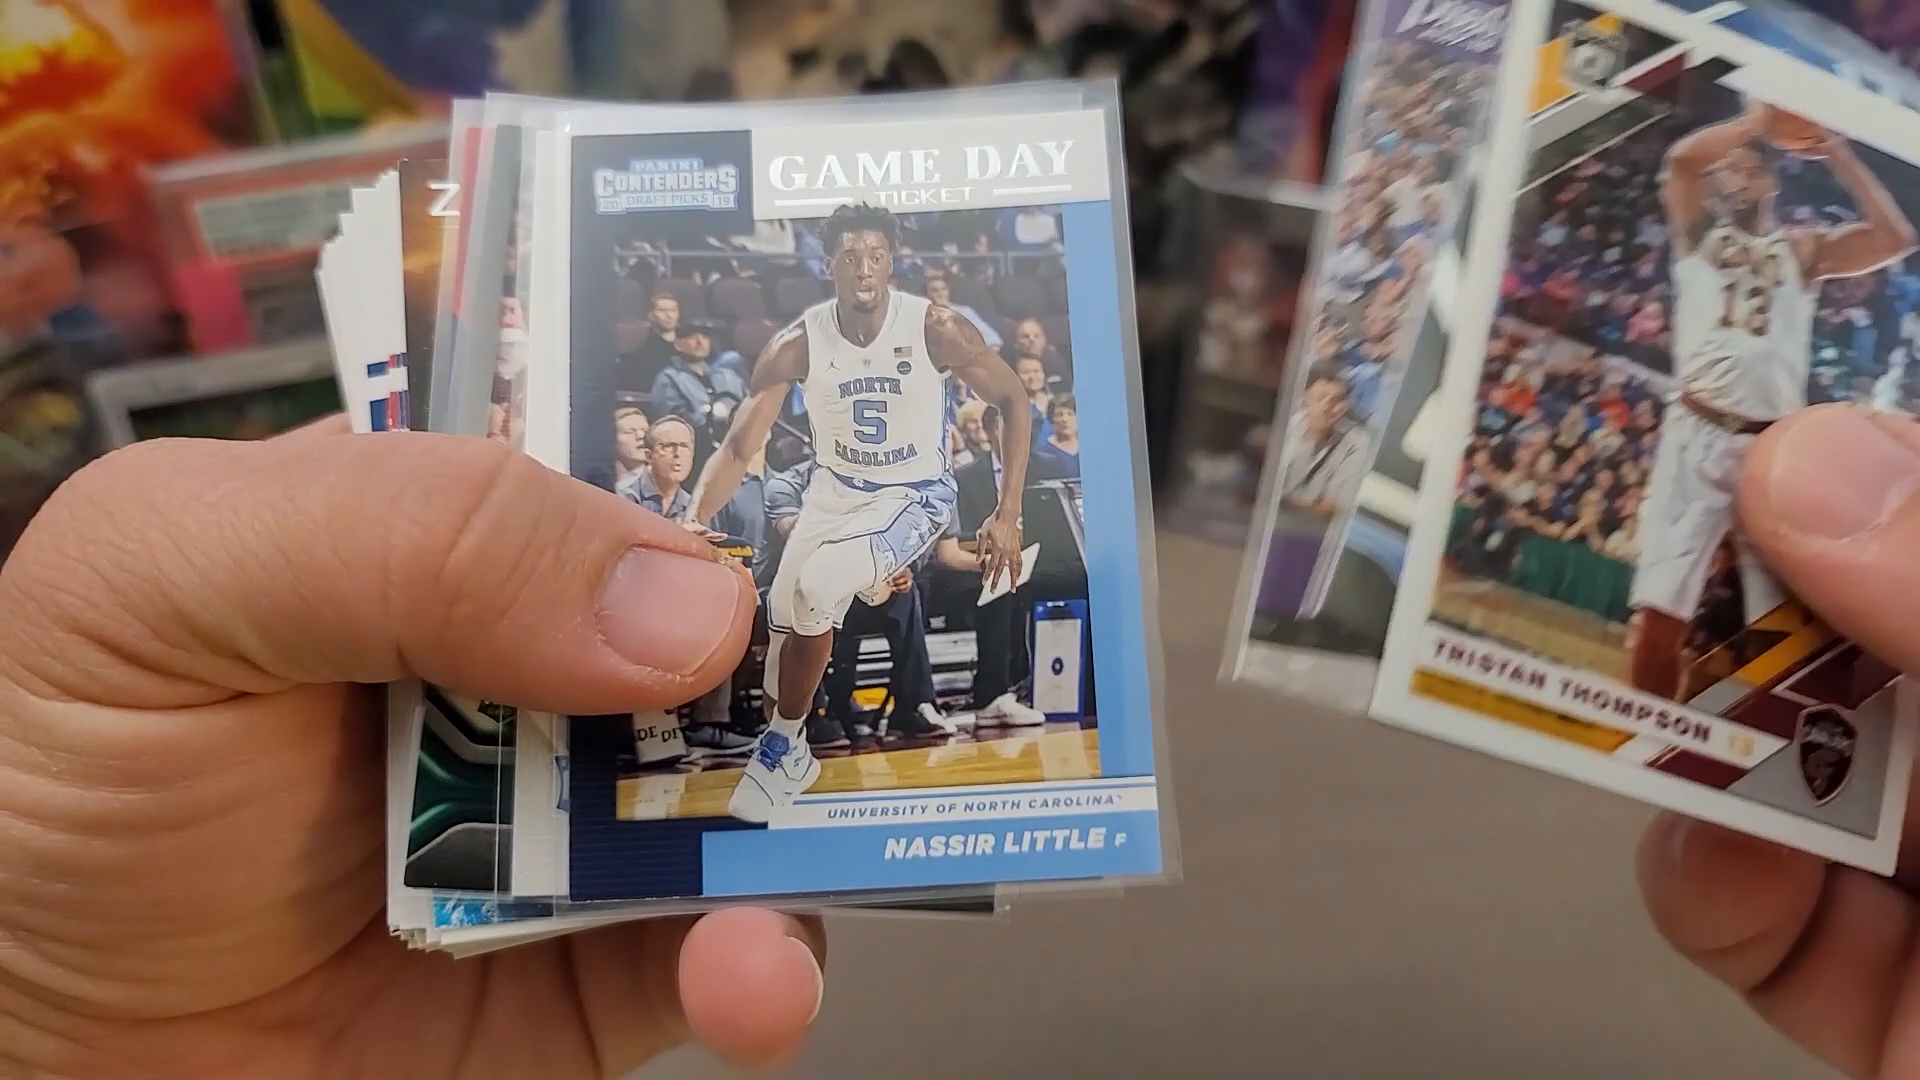 PANINI
CONTENDERS
20 DRAFT PICKS 19
GAME DAY
TICKET
NORTH
5
CAROLINA
UNIVERSITY OF NORTH CAROLINA
NASSIR LITTLE F
Z
13
TRISTAN THOMPSON 13